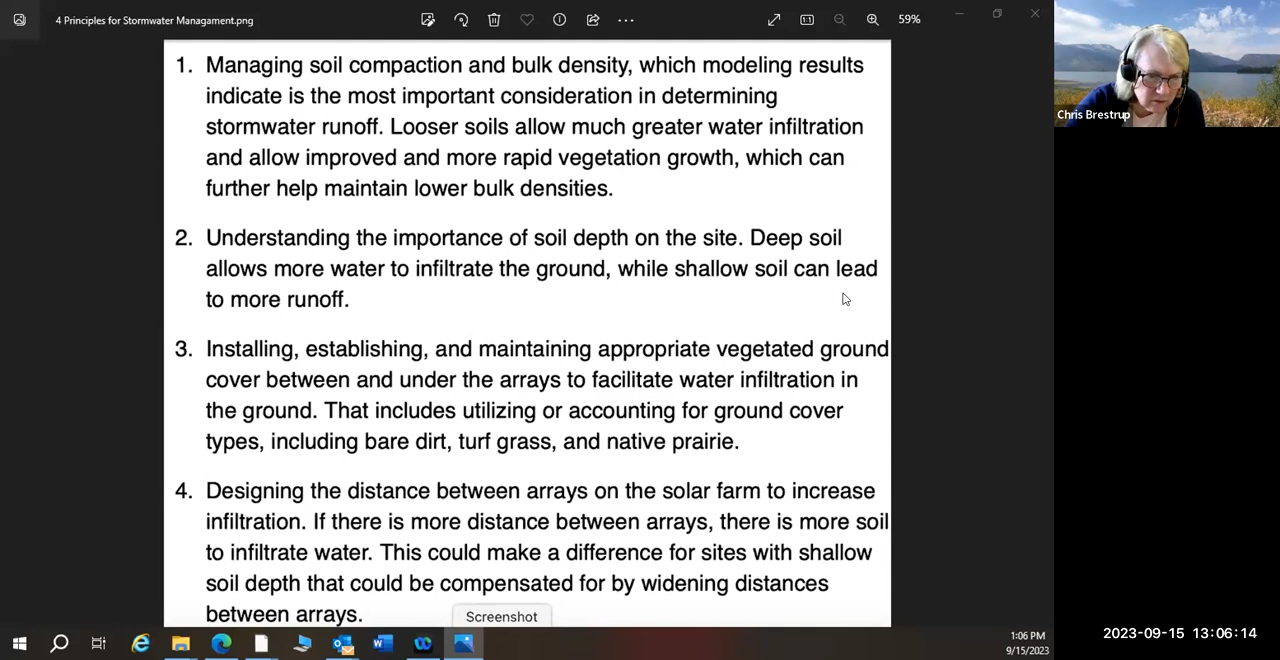 4 Principles for Stormwater Managament.png
59%
1. Managing soil compaction and bulk density, which modeling results
indicate is the most important consideration in determining
stormwater runoff. Looser soils allow much greater water infiltration
and allow improved and more rapid vegetation growth, which can
further help maintain lower bulk densities.
2. Understanding the importance of soil depth on the site. Deep soil
allows more water to infiltrate the ground, while shallow soil can lead
to more runoff.
3. Installing, establishing, and maintaining appropriate vegetated ground
cover between and under the arrays to facilitate water infiltration in
the ground. That includes utilizing or accounting for ground cover
types, including bare dirt, turf grass, and native prairie.
4. Designing the distance between arrays on the solar farm to increase
infiltration. If there is more distance between arrays, there is more soil
to infiltrate water. This could make a difference for sites with shallow
soil depth that could be compensated for by widening distances
between arrays.
Screenshot
Chris Brestrup
1:06 PM
9/15/2023
2023-09-15 13:06:14